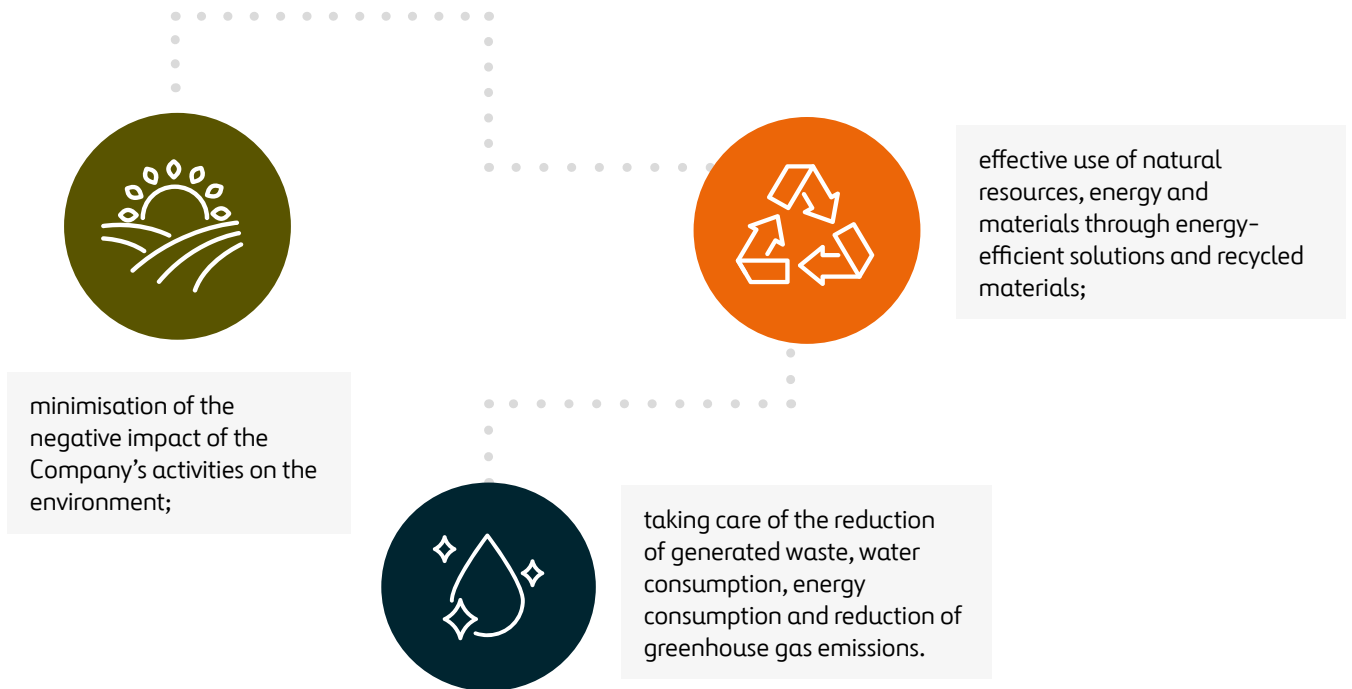 minimisation of the
negative impact of the
Company's activities on the
environment;
effective use of natural
resources, energy and
materials through energy-
efficient solutions and recycled
materials;
taking care of the reduction
of generated waste, water
consumption, energy
consumption and reduction of
greenhouse gas emissions.